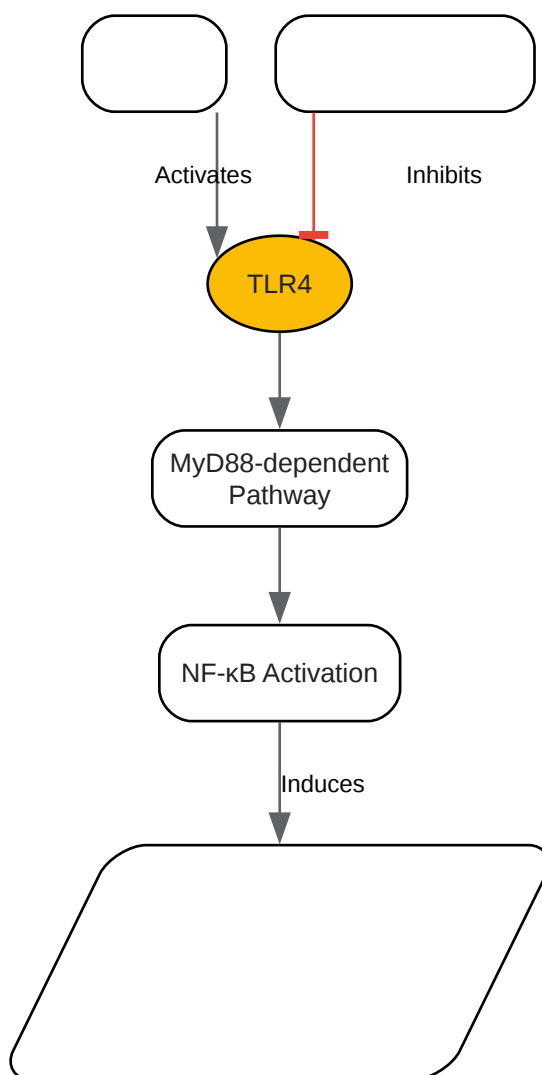 Activates
Inhibits
TLR4
MyD88-dependent
Pathway
NF-κB Activation
Induces